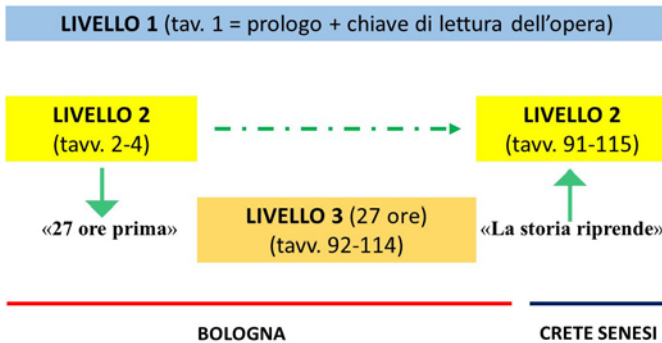 LIVELLO 1 (tav. 1 = prologo + chiave di lettura dell’opera)
LIVELLO 2
(tavv. 2-4)
LIVELLO 2
(tavv. 91-115)
«27 ore prima»
LIVELLO 3 (27 ore)
(tavv. 92-114)
«La storia riprende»
BOLOGNA
CRETE SENESI